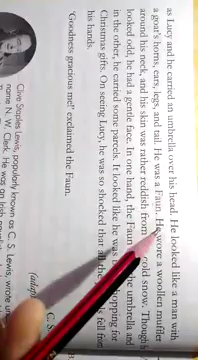 as Lucy and he carried an umbrella over his head. He looked like a man with
a goat's horns, ears, legs, and tail. He was a Faun. He wore a woollen muffler
around his neck, and his skin was rather reddish from cold snow. Though
looked odd, he had a gentle face. In one hand, the Faun umbrella and
in the other, he carried some parcels. It looked like he was shopping for
Christmas gifts. On seeing Lucy, he was so shocked that all the fell from
his hands.
'Goodness gracious me!' exclaimed the Faun.
C. S.
Clive Staples Lewis, popularly known as C. S. Lewis, wrote
name N. W. Clerk. He was an Irish